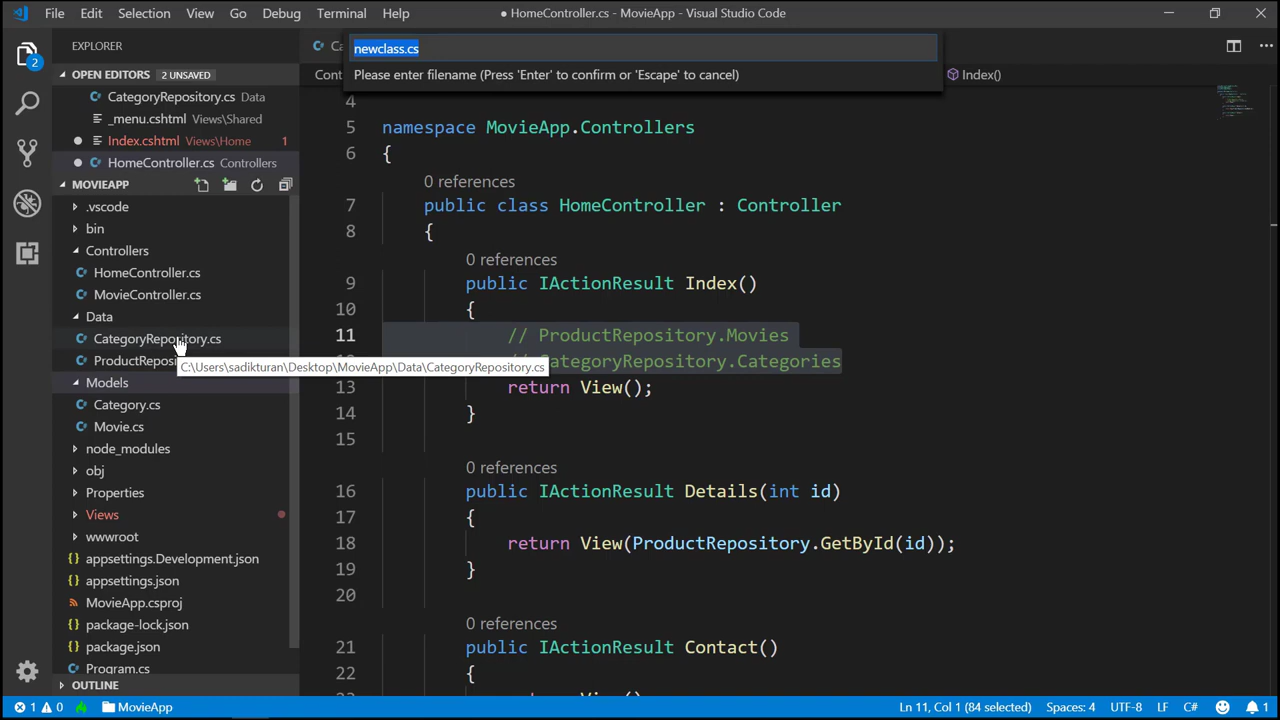 File Edit Selection View Go Debug Terminal Help
● HomeController.cs - MovieApp - Visual Studio Code
EXPLORER
newclass.cs
Please enter filename (Press 'Enter' to confirm or 'Escape' to cancel)
Index()
2
OPEN EDITORS 2 UNSAVED
CategoryRepository.cs Data
_menu.cshtml Views\Shared
Index.cshtml Views\Home 1
HomeController.cs Controllers
MOVIEAPP
.vscode
bin
Controllers
HomeController.cs
MovieController.cs
Data
CategoryRepository.cs
C:\Users\sadikturan\Desktop\MovieApp\Data\CategoryRepository.cs
Models
Category.cs
Movie.cs
node_modules
obj
Properties
Views
wwwroot
appsettings.Development.json
appsettings.json
MovieApp.csproj
package-lock.json
package.json
Program.cs
OUTLINE
4
5 namespace MovieApp.Controllers
6 {
0 references
7 public class HomeController : Controller
8 {
0 references
9 public IActionResult Index()
10 {
11 // ProductRepository.Movies
CategoryRepository.Categories
13 return View();
14 }
15
0 references
16 public IActionResult Details(int id)
17 {
18 return View(ProductRepository.GetById(id));
19 }
20
0 references
21 public IActionResult Contact()
22 {
1 0 MovieApp
Ln 11, Col 1 (84 selected) Spaces: 4 UTF-8 LF C# 1